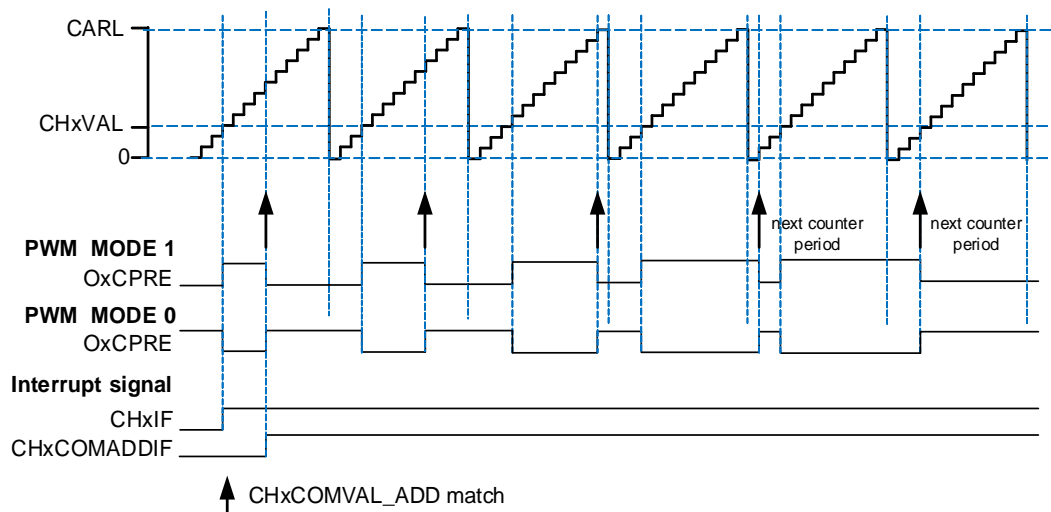 CARL
CHxVAL
0
next counter
period
next counter
period
PWM MODE 1
OxCPRE
PWM MODE 0
OxCPRE
Interrupt signal
CHxIF
CHxCOMADDIF
CHxCOMVAL_ADD match